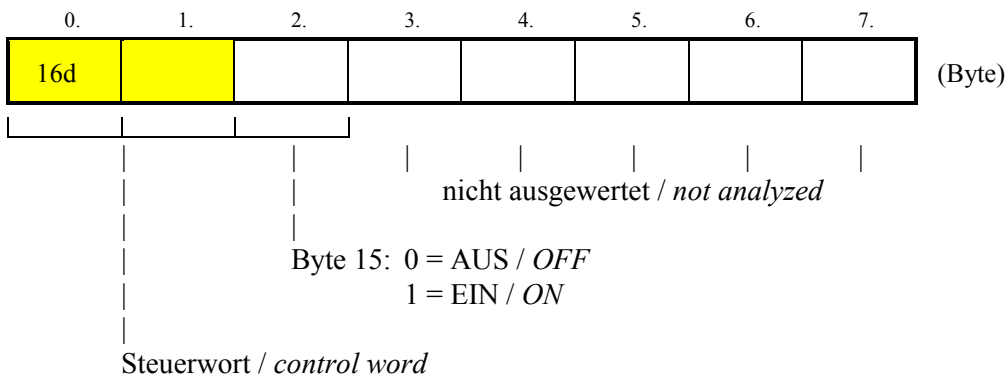 0. 1. 2. 3. 4. 5. 6. 7.
16d (Byte)
nicht ausgewertet / not analyzed
Byte 15: 0 = AUS / OFF
1 = EIN / ON
Steuerwort / control word